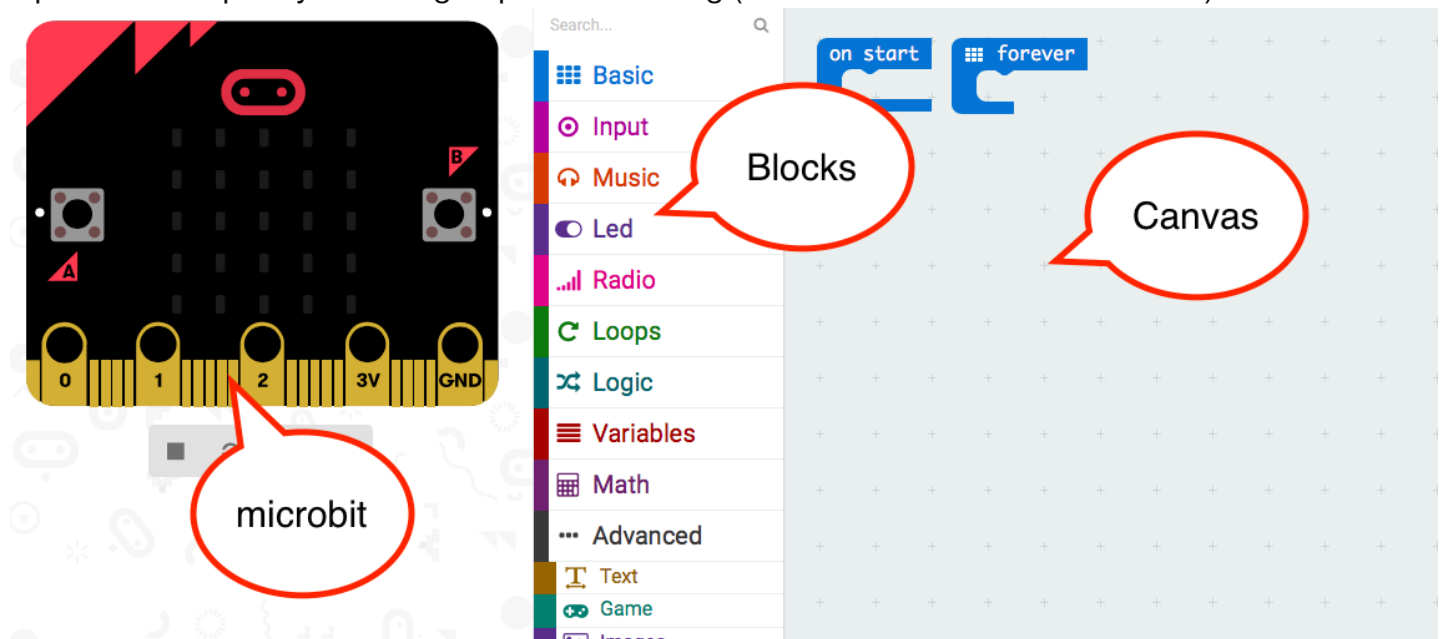 Search...
on start
forever
Basic
Input
Music
Led
Radio
Loops
Logic
Variables
Math
Advanced
Text
Game
Blocks
Canvas
microbit
B
A
0 1 2 3V GND